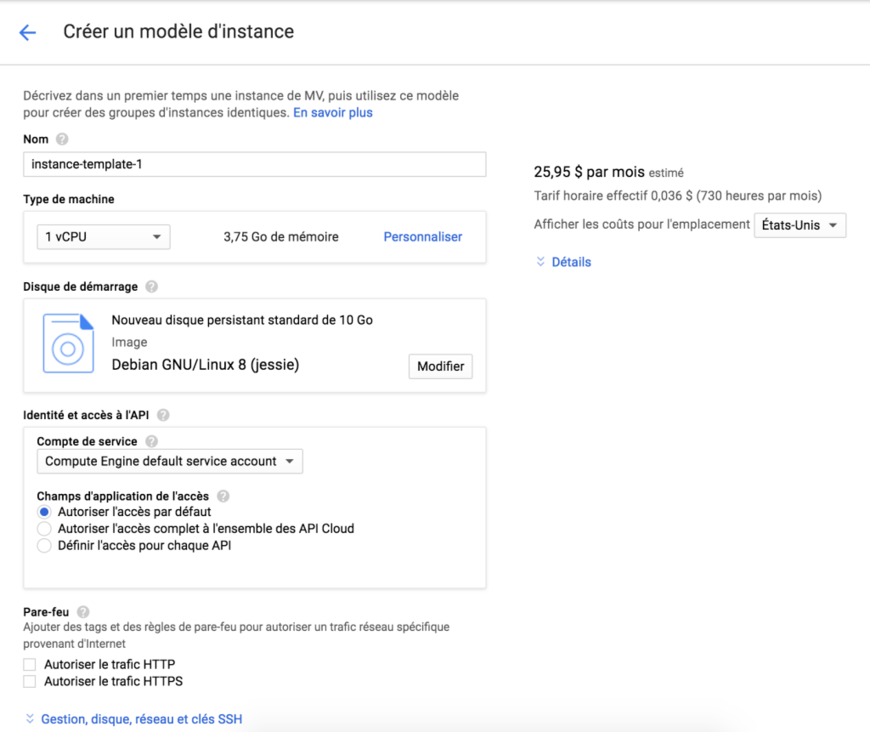 Créer un modèle d'instance
Décrivez dans un premier temps une instance de MV, puis utilisez ce modèle
pour créer des groupes d'instances identiques. En savoir plus
Nom ?
instance-template-1
Type de machine
1 vCPU 3,75 Go de mémoire Personnaliser
Disque de démarrage ?
Nouveau disque persistant standard de 10 Go
Image
Debian GNU/Linux 8 (jessie)
Modifier
Identité et accès à l'API ?
Compte de service ?
Compute Engine default service account
Champs d'application de l'accès ?
Autoriser l'accès par défaut
Autoriser l'accès complet à l'ensemble des API Cloud
Définir l'accès pour chaque API
Pare-feu ?
Ajouter des tags et des règles de pare-feu pour autoriser un trafic réseau spécifique
provenant d'Internet
Autoriser le trafic HTTP
Autoriser le trafic HTTPS
Gestion, disque, réseau et clés SSH
25,95 $ par mois estimé
Tarif horaire effectif 0,036 $ (730 heures par mois)
Afficher les coûts pour l'emplacement États-Unis
Détails